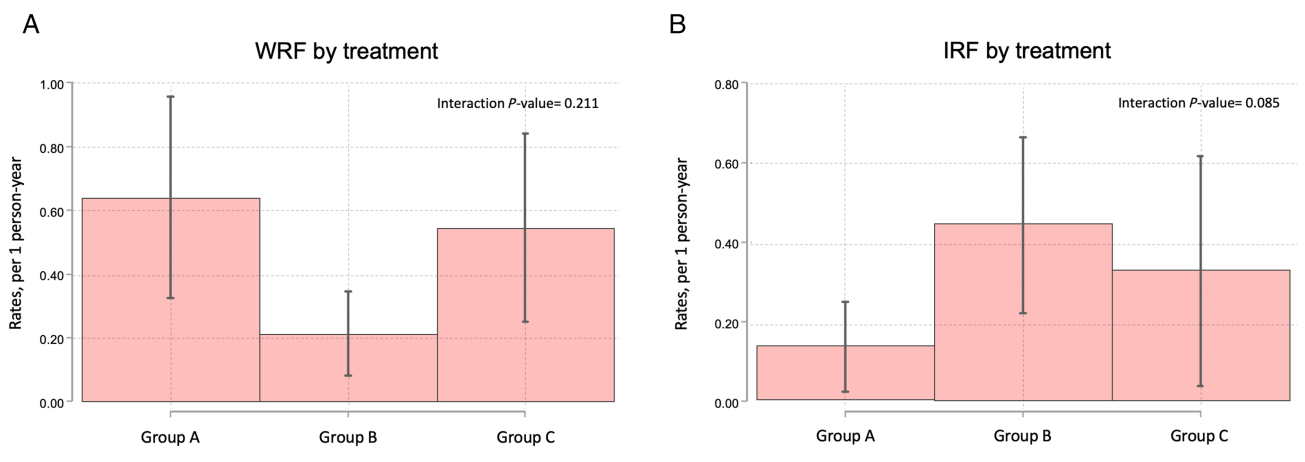 A
WRF by treatment
Interaction P-value= 0.211
Rates, per 1 person-year
1.00
0.80
0.60
0.40
0.20
0.00
Group A
Group B
Group C
B
IRF by treatment
Interaction P-value= 0.085
Rates, per 1 person-year
0.80
0.60
0.40
0.20
0.00
Group A
Group B
Group C